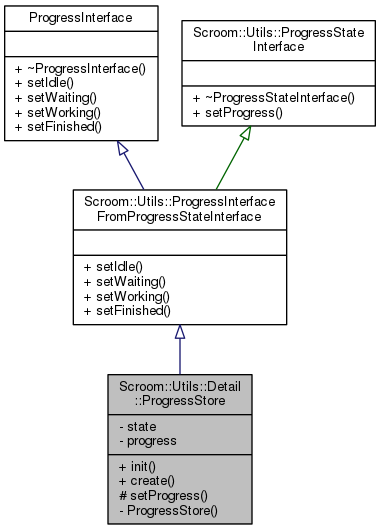 ProgressInterface
+ ~ProgressInterface()
+ setIdle()
+ setWaiting()
+ setWorking()
+ setFinished()
Scroom::Utils::ProgressState
Interface
+ ~ProgressStateInterface()
+ setProgress()
Scroom::Utils::ProgressInterface
FromProgressStateInterface
+ setIdle()
+ setWaiting()
+ setWorking()
+ setFinished()
Scroom::Utils::Detail
::ProgressStore
- state
- progress
+ init()
+ create()
# setProgress()
- ProgressStore()